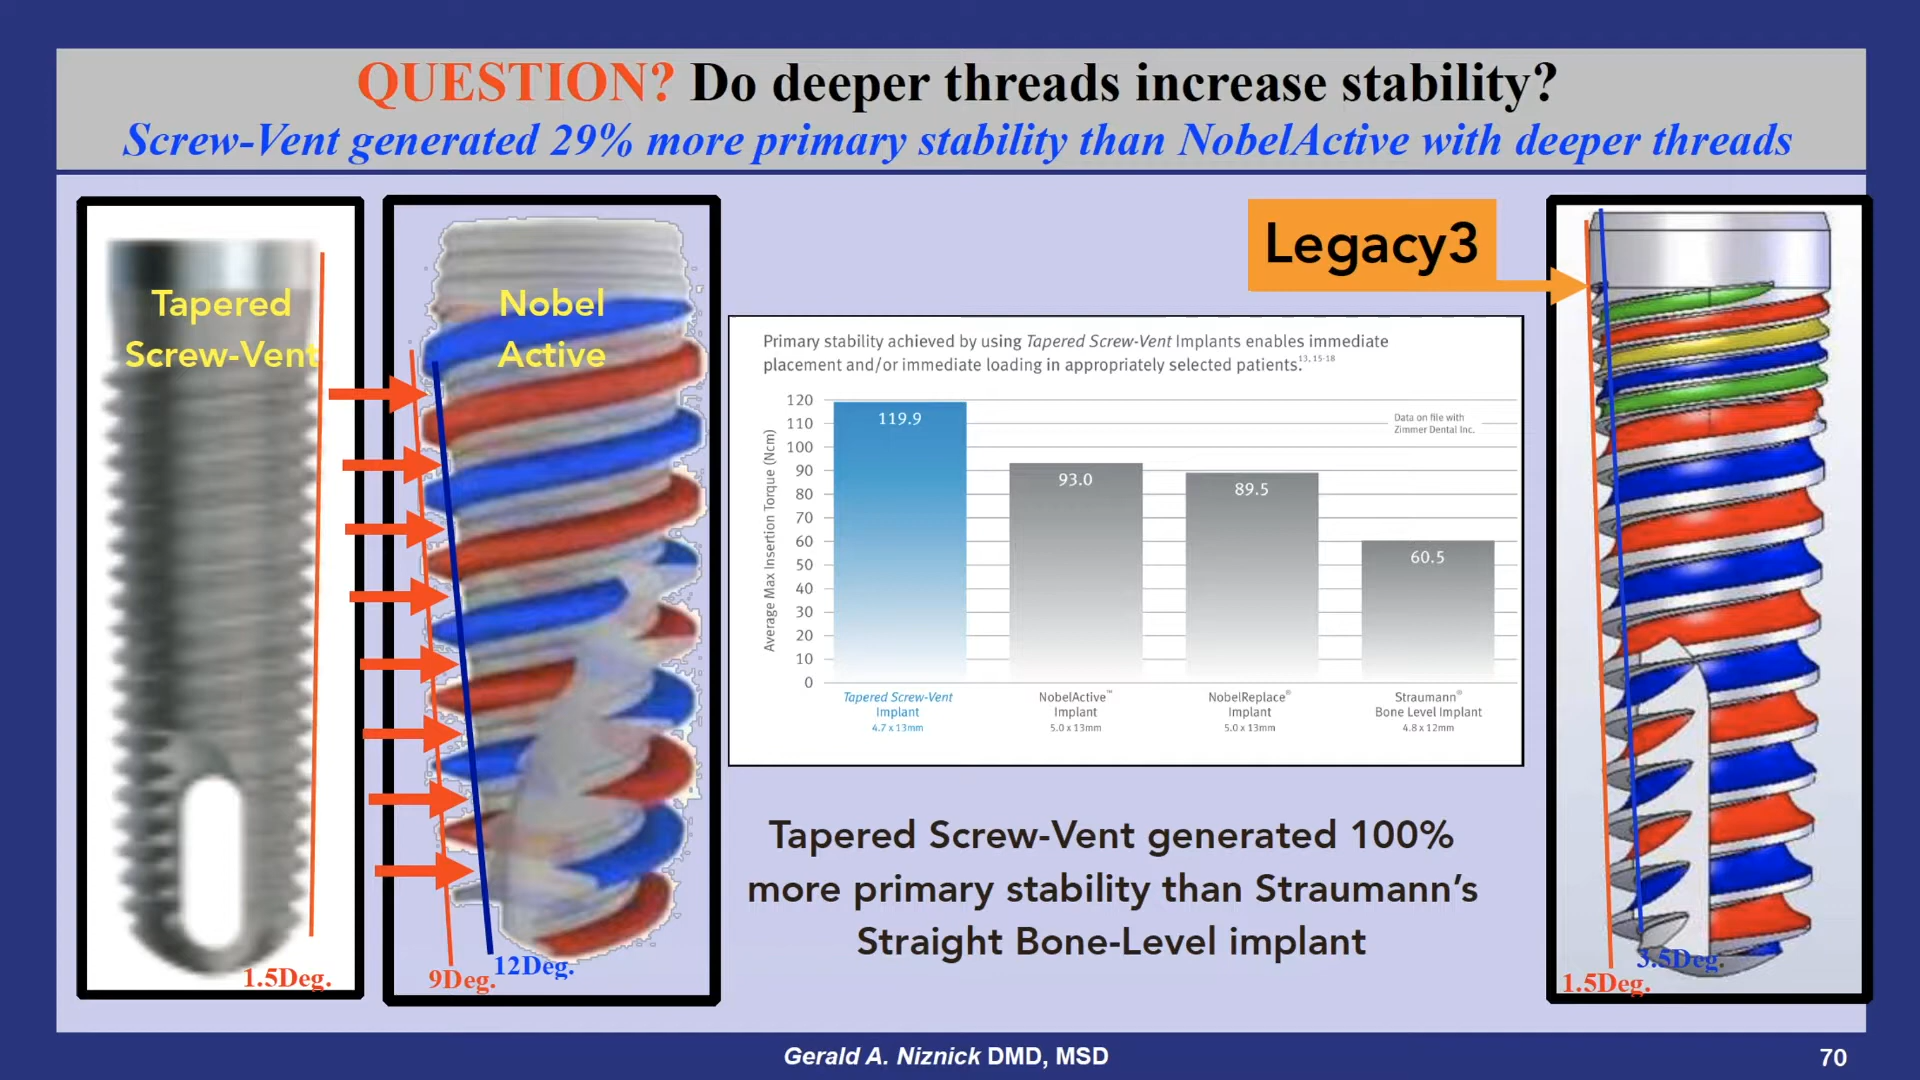 QUESTION? Do deeper threads increase stability?
Screw-Vent generated 29% more primary stability than NobelActive with deeper threads
Tapered
Screw-Vent
1.5Deg.
Nobel
Active
9Deg.
12Deg.
Primary stability achieved by using Tapered Screw-Vent Implants enables immediate
placement and/or immediate loading in appropriately selected patients.13, 15-18
Average Max Insertion Torque (Ncm)
120
110
100
90
80
70
60
50
40
30
20
10
0
119.9
93.0
89.5
60.5
Data on file with
Zimmer Dental Inc.
Tapered Screw-Vent
Implant
4.7 x 13mm
NobelActive™
Implant
5.0 x 13mm
NobelReplace®
Implant
5.0 x 13mm
Straumann®
Bone Level Implant
4.8 x 12mm
Tapered Screw-Vent generated 100%
more primary stability than Straumann’s
Straight Bone-Level implant
Legacy3
3.5Deg.
1.5Deg.
Gerald A. Niznick DMD, MSD
70